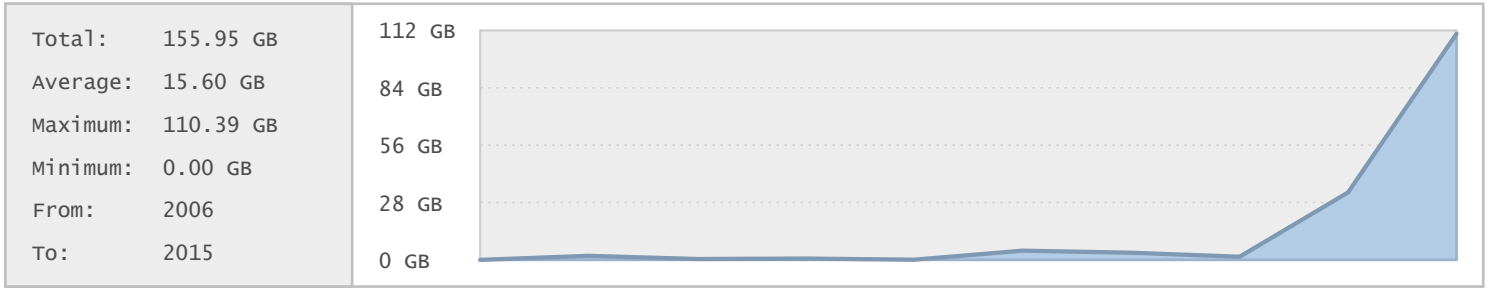 Total: 155.95 GB
Average: 15.60 GB
Maximum: 110.39 GB
Minimum: 0.00 GB
From: 2006
To: 2015
112 GB
84 GB
56 GB
28 GB
0 GB